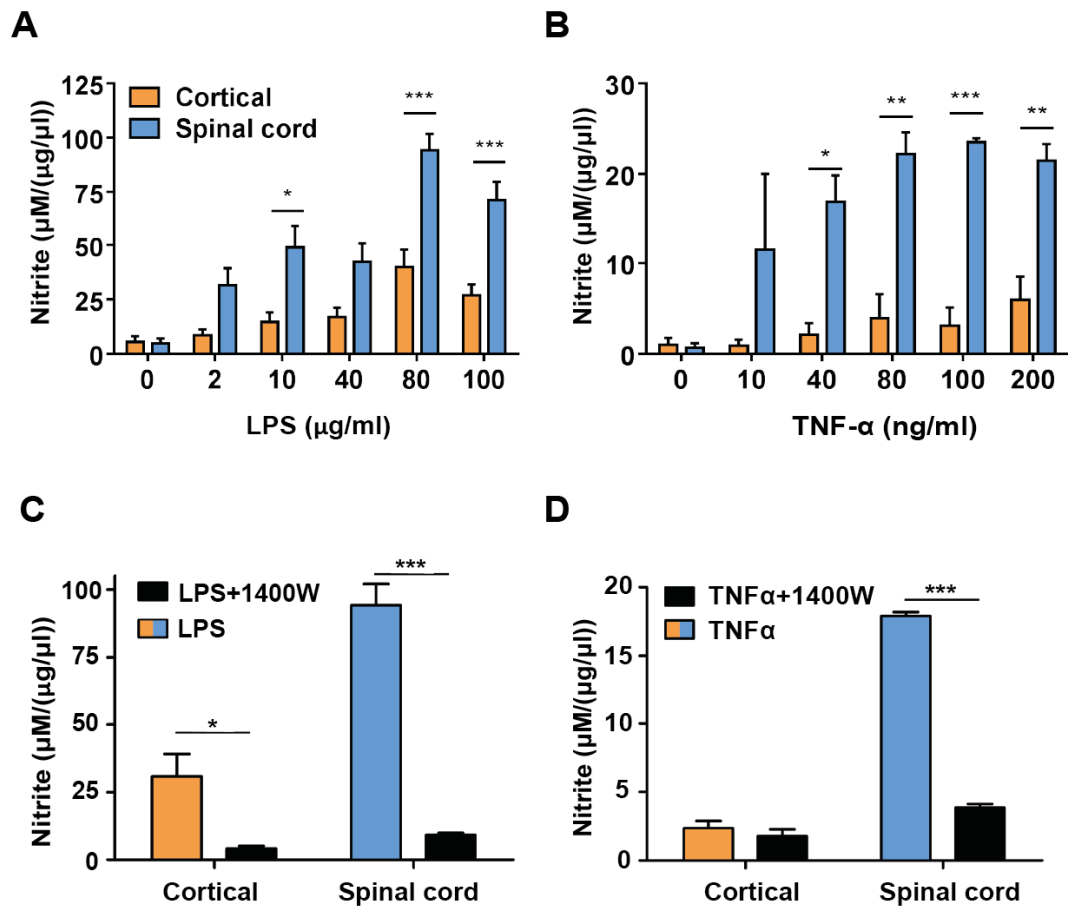 A
Nitrite (µM/(µg/µl))
125
100
75
50
25
0
Cortical
Spinal cord
*
***
***
0 2 10 40 80 100
LPS (µg/ml)
B
Nitrite (µM/(µg/µl))
30
20
10
0
*
**
***
**
0 10 40 80 100 200
TNF-α (ng/ml)
C
Nitrite (µM/(µg/µl))
100
75
50
25
0
LPS+1400W
LPS
*
***
Cortical Spinal cord
D
Nitrite (µM/(µg/µl))
20
15
10
5
0
TNFα+1400W
TNFα
***
Cortical Spinal cord